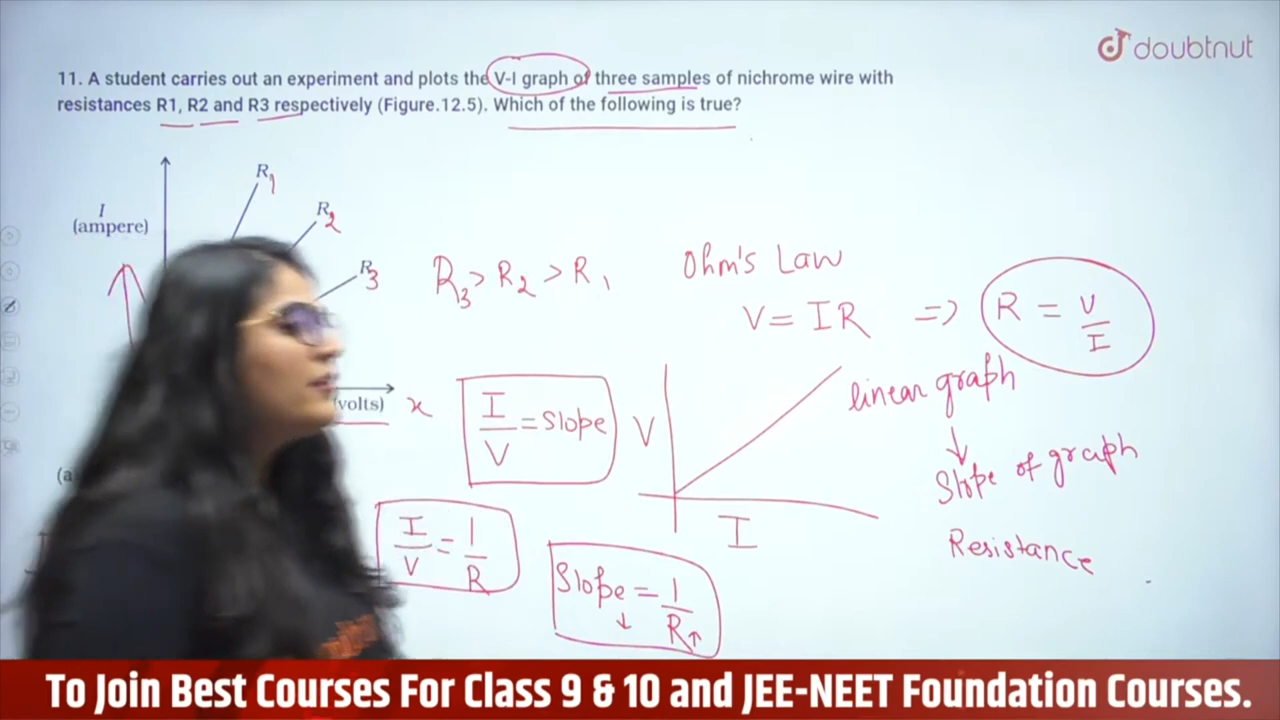 doubtnut
11. A student carries out an experiment and plots the V-I graph of three samples of nichrome wire with
resistances R1, R2 and R3 respectively (Figure.12.5). Which of the following is true?
R1
I
(ampere)
R2
R3
R3 > R2 > R1
Ohm's Law
V = IR => R = V/I
(volts) x
I/V = Slope
V
I
linear graph
↓
Slope of graph
Resistance
(a
I/V = 1/R
Slope ↓ = 1/R↑
To Join Best Courses For Class 9 & 10 and JEE-NEET Foundation Courses.